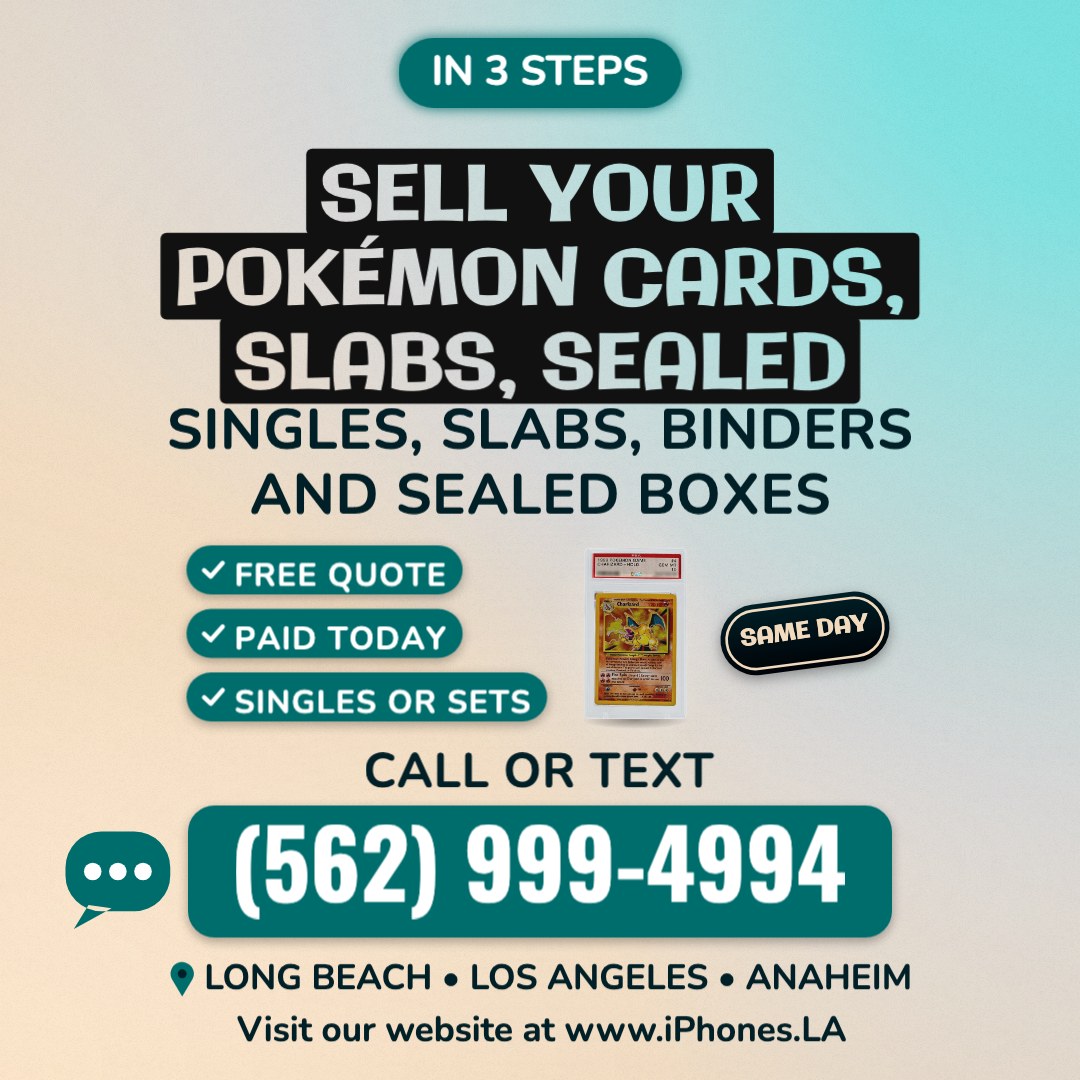 IN 3 STEPS
SELL YOUR
POKÉMON CARDS,
SLABS, SEALED
SINGLES, SLABS, BINDERS
AND SEALED BOXES
FREE QUOTE
PAID TODAY
SINGLES OR SETS
Charizard
100
SAME DAY
CALL OR TEXT
(562) 999-4994
LONG BEACH • LOS ANGELES • ANAHEIM
Visit our website at www.iPhones.LA